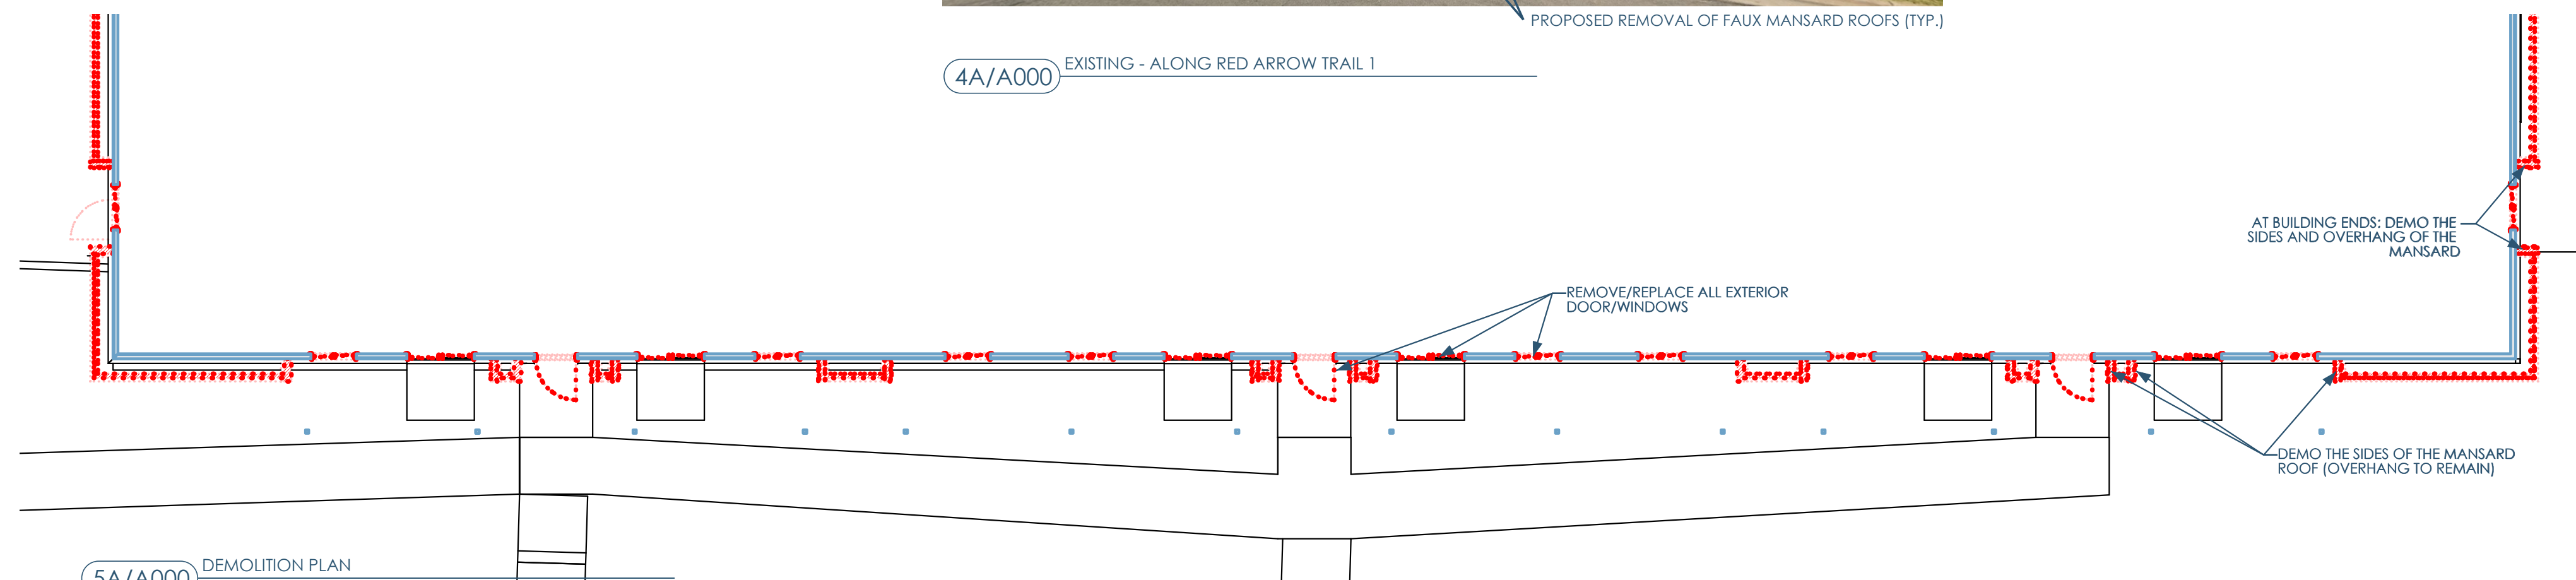 PROPOSED REMOVAL OF FAUX MANSARD ROOFS (TYP.)
4A/A000
EXISTING - ALONG RED ARROW TRAIL 1
AT BUILDING ENDS: DEMO THE
SIDES AND OVERHANG OF THE
MANSARD
REMOVE/REPLACE ALL EXTERIOR
DOOR/WINDOWS
DEMO THE SIDES OF THE MANSARD
ROOF (OVERHANG TO REMAIN)
5A/A000
DEMOLITION PLAN